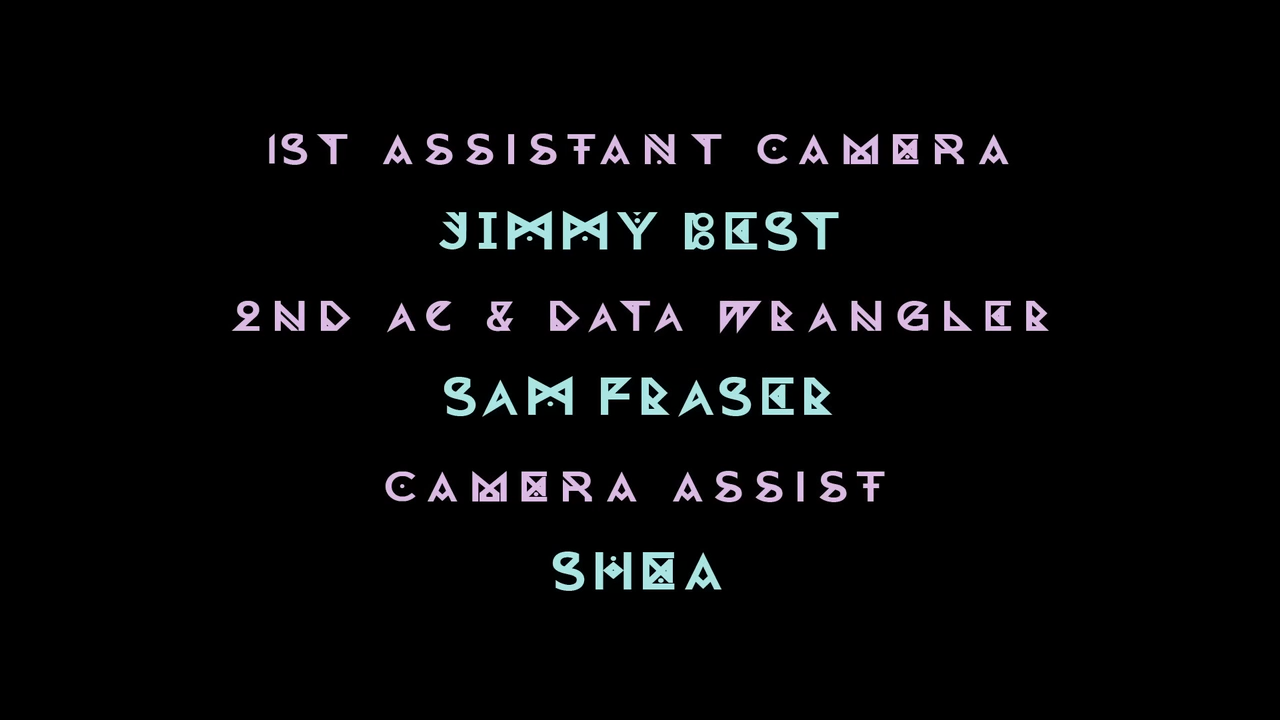 1ST ASSISTANT CAMERA
JIMMY BEST
2ND AC & DATA WRANGLER
SAM FRASER
CAMERA ASSIST
SHEA